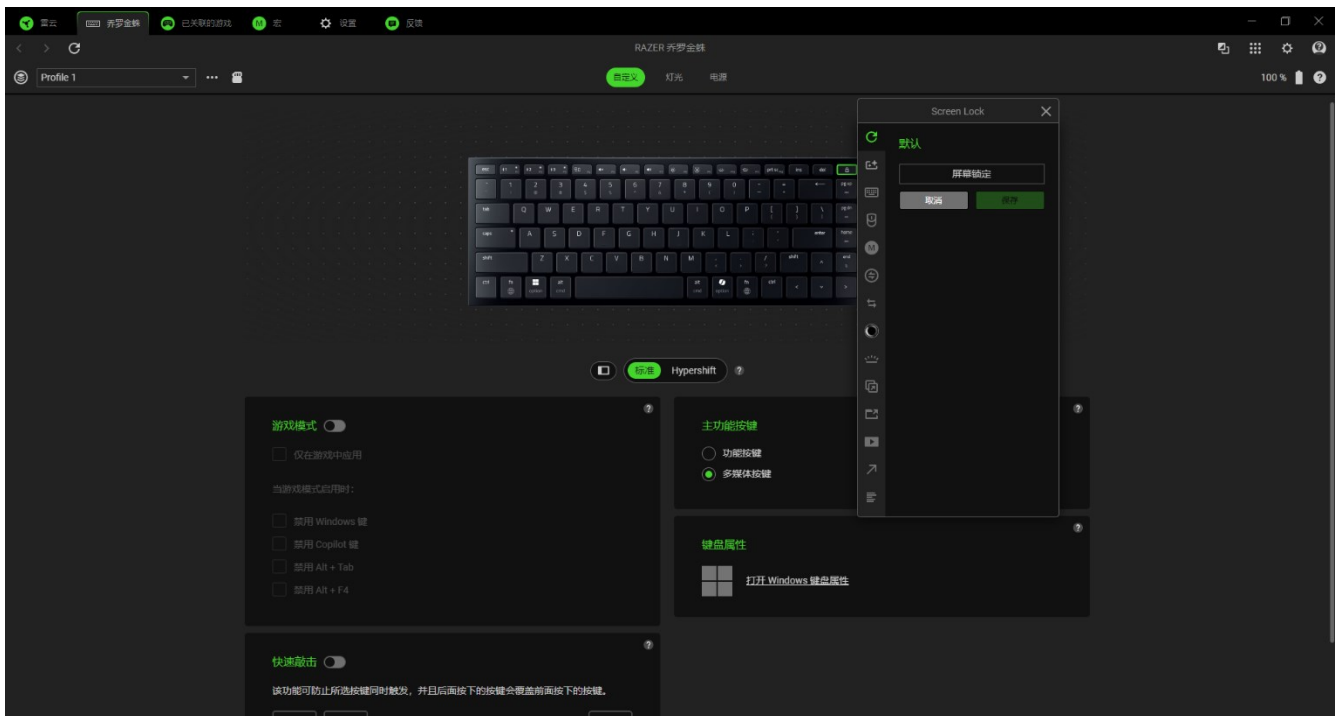 雷云 乔罗金蛛 已关联的游戏 宏 设置 反馈
RAZER 乔罗金蛛
Profile 1 自定义 灯光 电源 100 %
Screen Lock
默认
屏幕锁定
取消 保存
tab Q W E R T Y U I O P
A S D F G H J K L
shift Z X C V B N M shift
标准 Hypershift
游戏模式
仅在游戏中应用
当游戏模式启用时:
禁用 Windows 键
禁用 Copilot 键
禁用 Alt + Tab
禁用 Alt + F4
主功能按键
功能按键
多媒体按键
键盘属性
打开 Windows 键盘属性
快速敲击
该功能可防止所选按键同时触发，并且后面按下的按键会覆盖前面按下的按键。